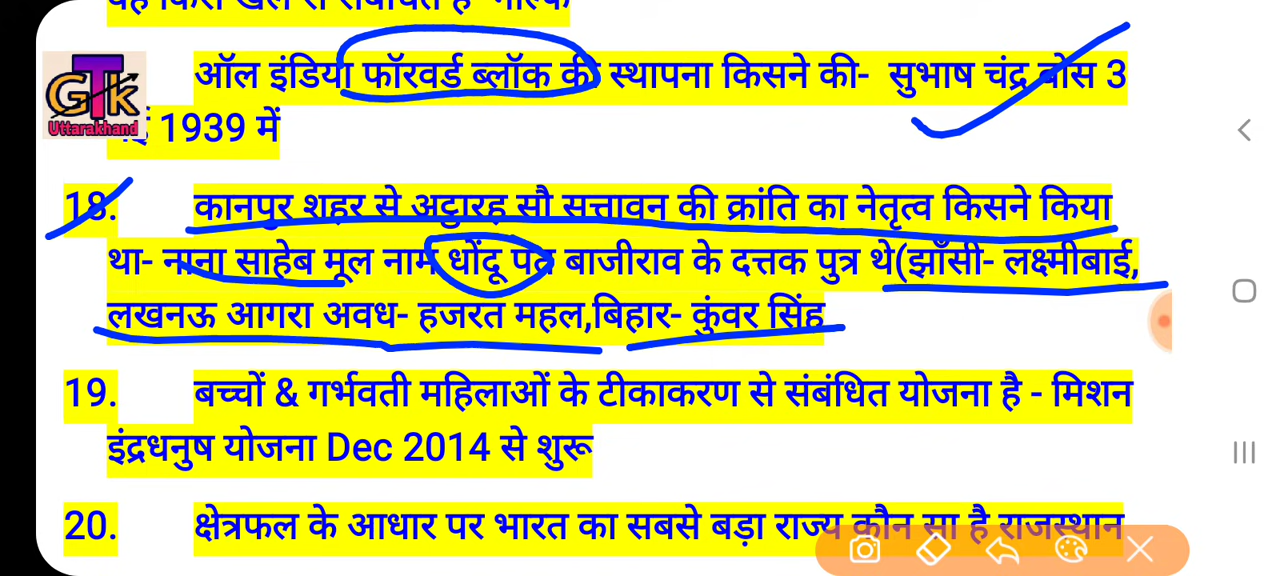 ऑल इंडिया फॉरवर्ड ब्लॉक की स्थापना किसने की- सुभाष चंद्र बोस 3
GTK
Uttarakhand
1939 में
18. कानपुर शहर से अट्ठारह सौ सत्तावन की क्रांति का नेतृत्व किसने किया
था- नाना साहेब मूल नाम धोंदू पंत बाजीराव के दत्तक पुत्र थे(झाँसी- लक्ष्मीबाई,
लखनऊ आगरा अवध- हजरत महल,बिहार- कुंवर सिंह
19. बच्चों & गर्भवती महिलाओं के टीकाकरण से संबंधित योजना है - मिशन
इंद्रधनुष योजना Dec 2014 से शुरू
20. क्षेत्रफल के आधार पर भारत का सबसे बड़ा राज्य कौन सा है राजस्थान